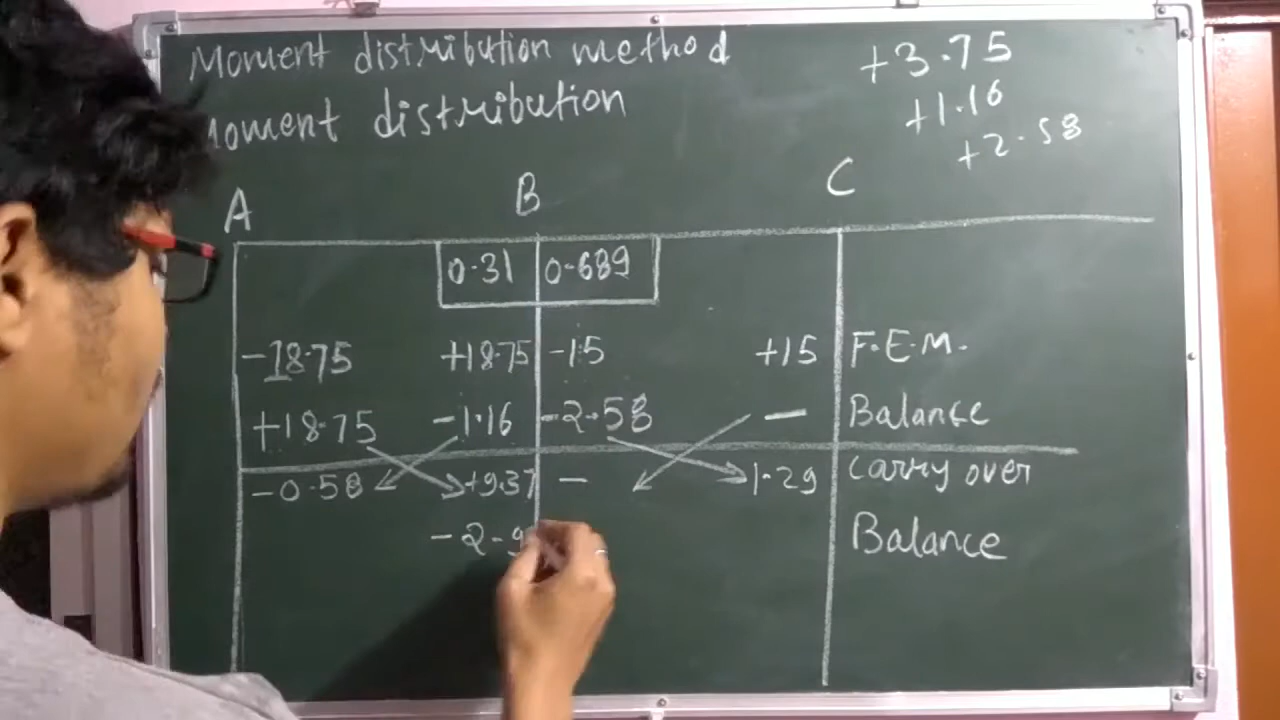 Moment distribution method
Moment distribution
+3.75
+1.16
+2.58
A B C
0.31 0.689
-18.75 +18.75 -15 +15 F.E.M.
+18.75 -1.16 -2.58 — Balance
-0.58 +9.37 — 1.29 Carry over
-2.9 Balance